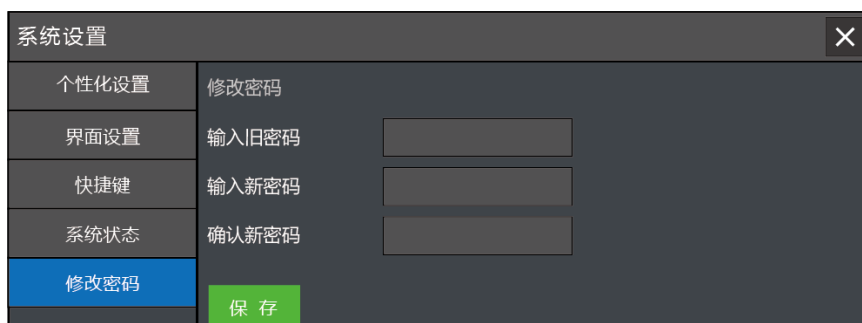 系统设置
个性化设置
界面设置
快捷键
系统状态
修改密码
修改密码
输入旧密码
输入新密码
确认新密码
保 存